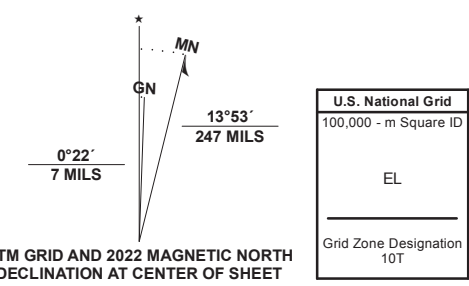 MN
GN
13°53´
247 MILS
0°22´
7 MILS
TM GRID AND 2022 MAGNETIC NORTH
DECLINATION AT CENTER OF SHEET
U.S. National Grid
100,000 - m Square ID
EL
Grid Zone Designation
10T